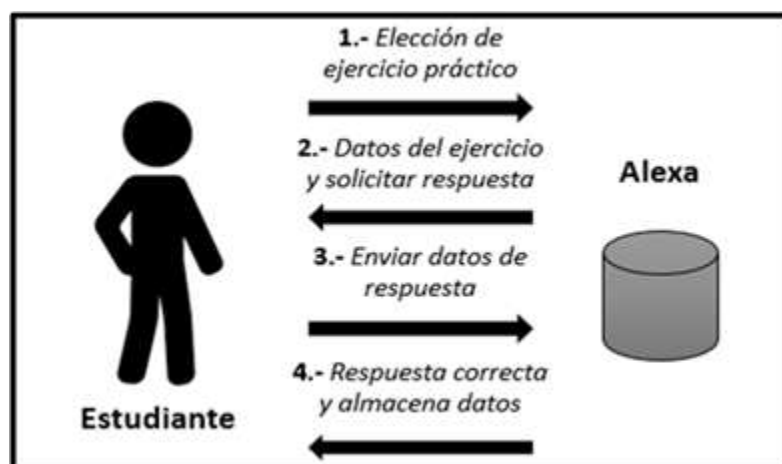 1.- Elección de
ejercicio práctico
2.- Datos del ejercicio
y solicitar respuesta
Alexa
3.- Enviar datos de
respuesta
4.- Respuesta correcta
y almacena datos
Estudiante